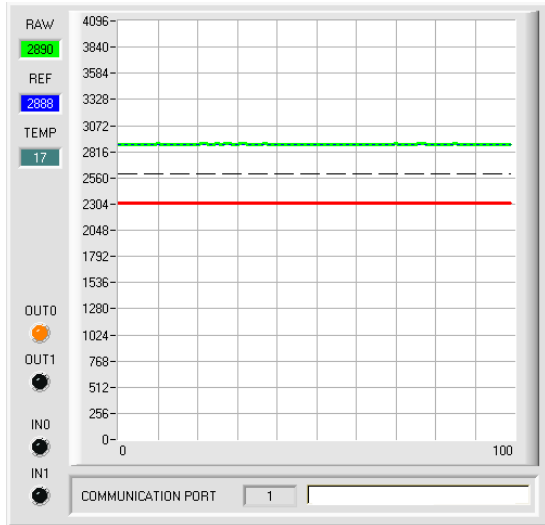 RAW
2890
REF
2888
TEMP
17
OUT0
OUT1
IN0
IN1
4096
3840
3584
3328
3072
2816
2560
2304
2048
1792
1536
1280
1024
768
512
256
0
0 100
COMMUNICATION PORT 1